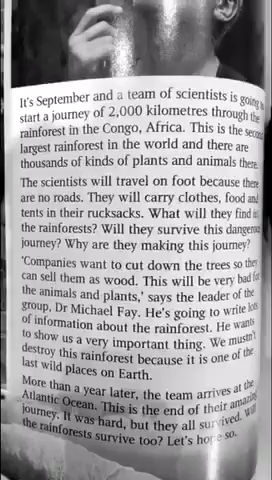 It's September and a team of scientists is going to
start a journey of 2,000 kilometres through the
rainforest in the Congo, Africa. This is the second
largest rainforest in the world and there are
thousands of kinds of plants and animals there.
The scientists will travel on foot because there
are no roads. They will carry clothes, food and
tents in their rucksacks. What will they find in
the rainforests? Will they survive this dangerous
journey? Why are they making this journey?
'Companies want to cut down the trees so they
can sell them as wood. This will be very bad for
the animals and plants,' says the leader of the
group, Dr Michael Fay. He's going to write lots
of information about the rainforest. He wants
to show us a very important thing. We mustn't
destroy this rainforest because it is one of the
last wild places on Earth.
More than a year later, the team arrives at the
Atlantic Ocean. This is the end of their amazing
journey. It was hard, but they all survived. Will
the rainforests survive too? Let's hope so.